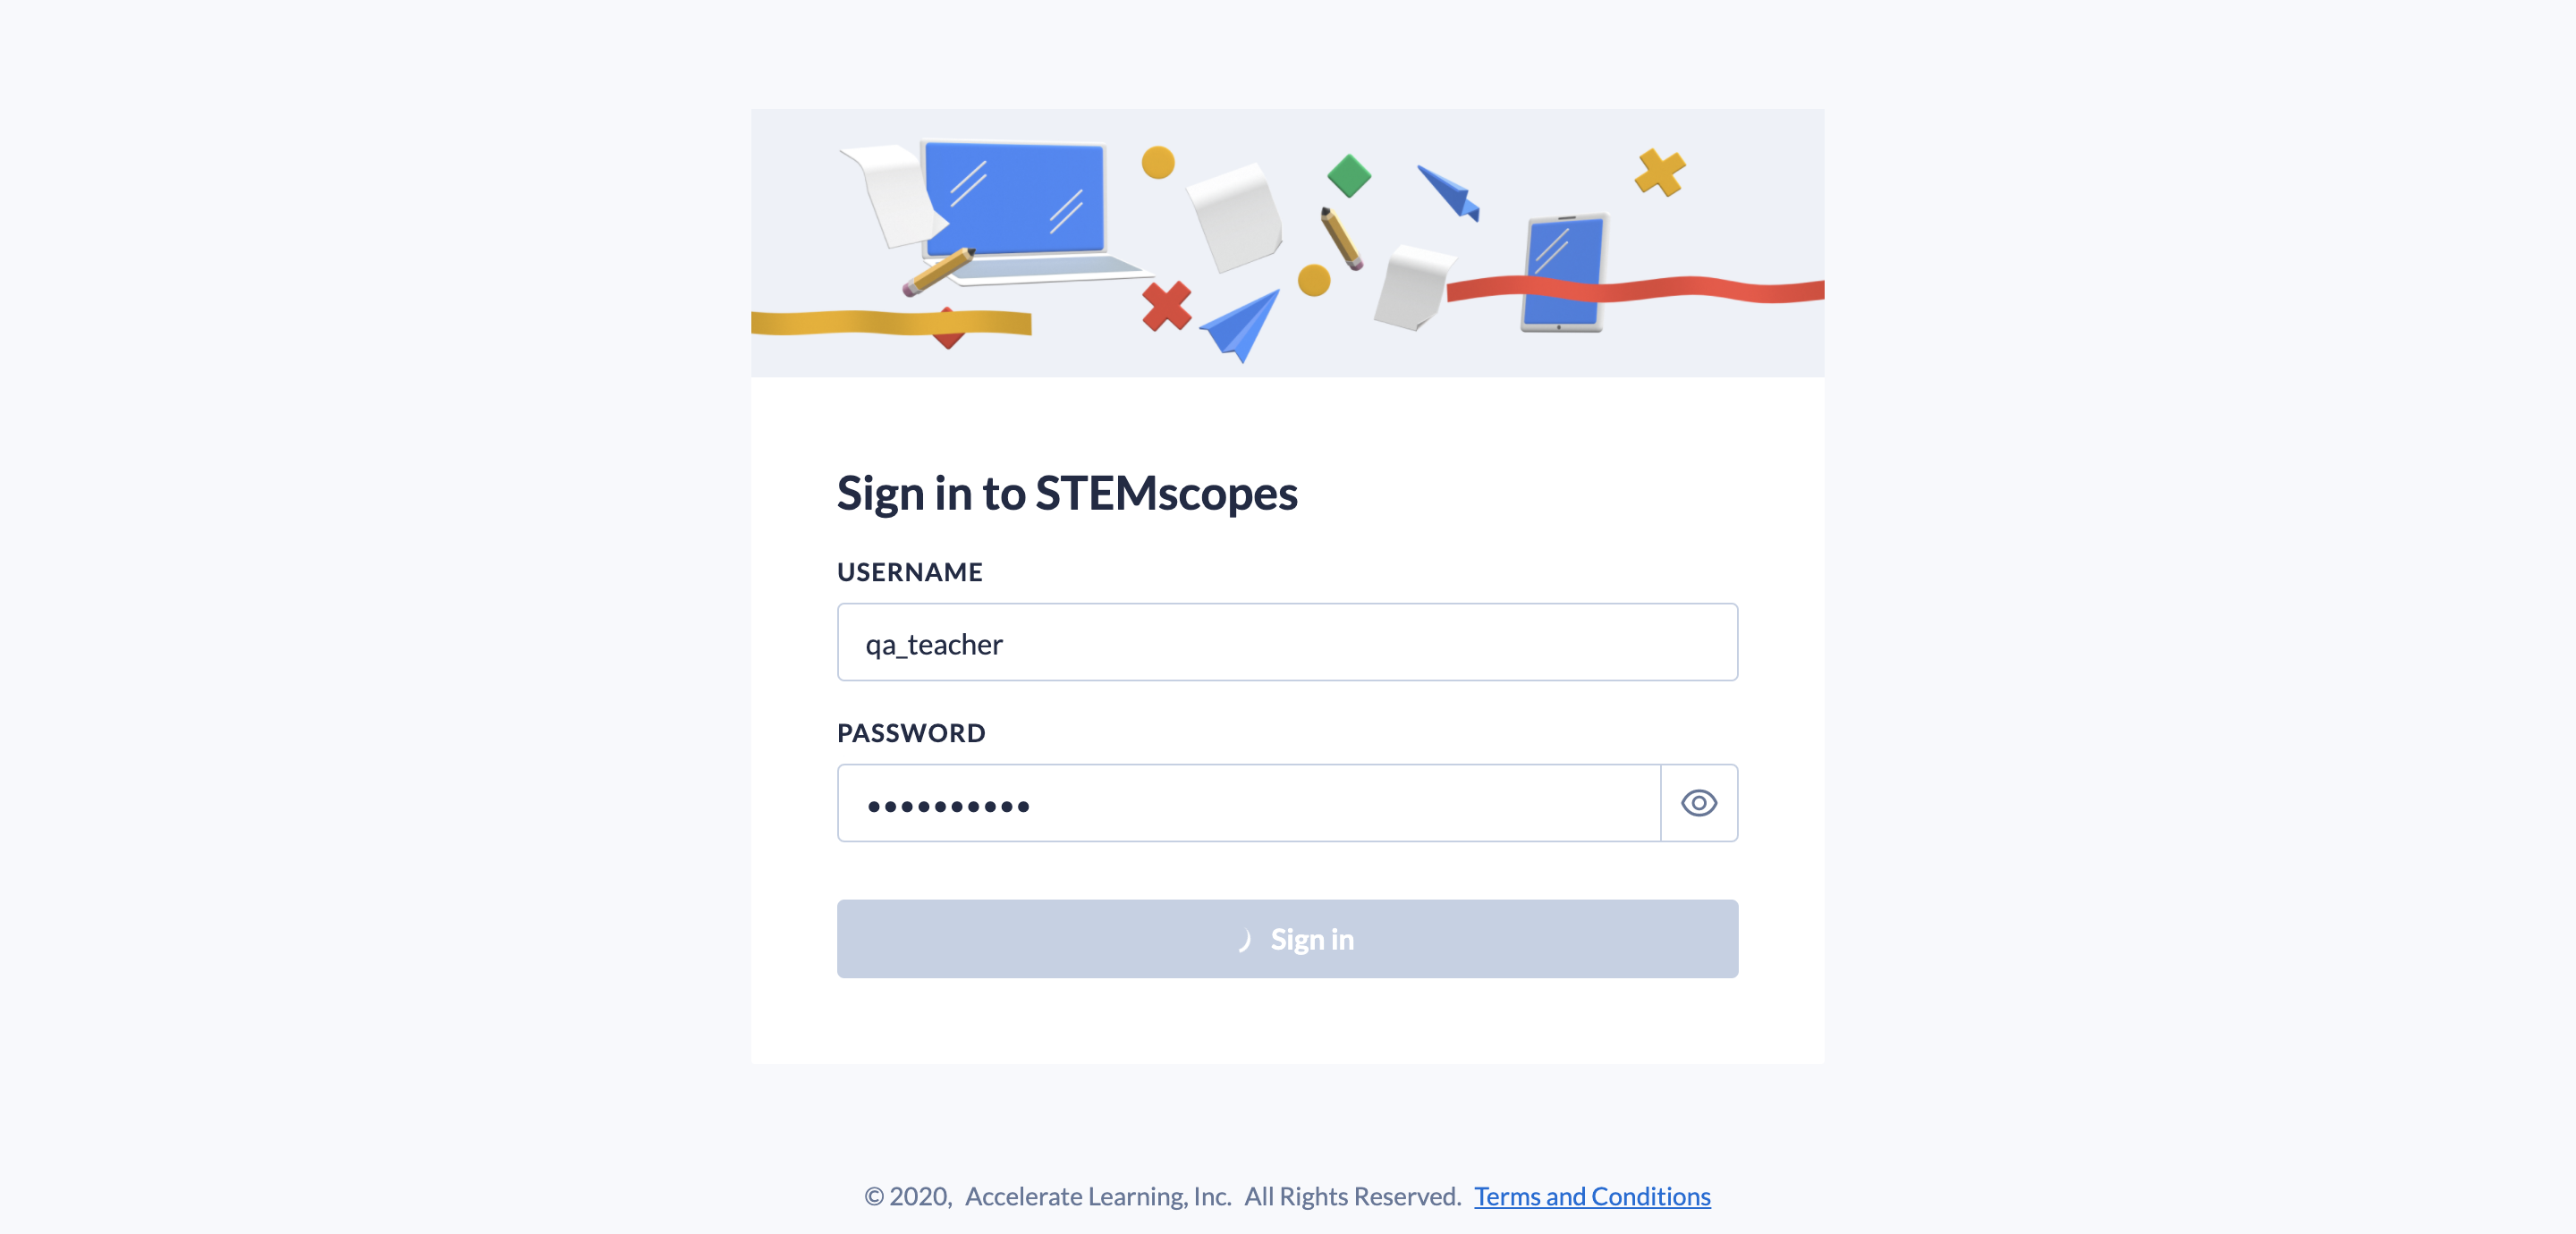 Sign in to STEMscopes
USERNAME
qa_teacher
PASSWORD
••••••••••
Sign in
© 2020, Accelerate Learning, Inc. All Rights Reserved. Terms and Conditions